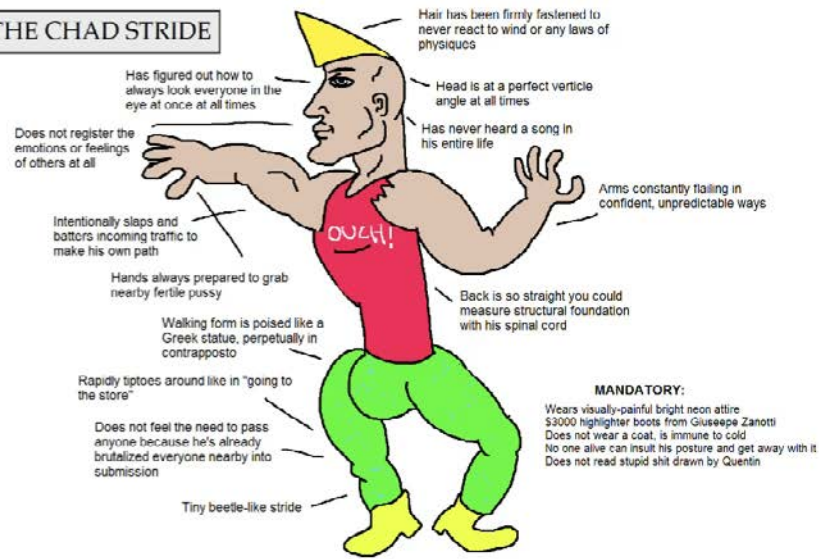 THE CHAD STRIDE
Hair has been firmly fastened to
never react to wind or any laws of
physiques
Has figured out how to
always look everyone in the
eye at once at all times
Head is at a perfect verticle
angle at all times
Does not register the
emotions or feelings
of others at all
Has never heard a song in
his entire life
Arms constantly flailing in
confident, unpredictable ways
Intentionally slaps and
batters incoming traffic to
make his own path
OUCH!
Hands always prepared to grab
nearby fertile pussy
Back is so straight you could
measure structural foundation
with his spinal cord
Walking form is poised like a
Greek statue, perpetually in
contrapposto
Rapidly tiptoes around like in "going to
the store"
Does not feel the need to pass
anyone because he's already
brutalized everyone nearby into
submission
Tiny beetle-like stride
MANDATORY:
Wears visually-painful bright neon attire
$3000 highlighter boots from Giuseepe Zanotti
Does not wear a coat, is immune to cold
No one alive can insult his posture and get away with it
Does not read stupid shit drawn by Quentin